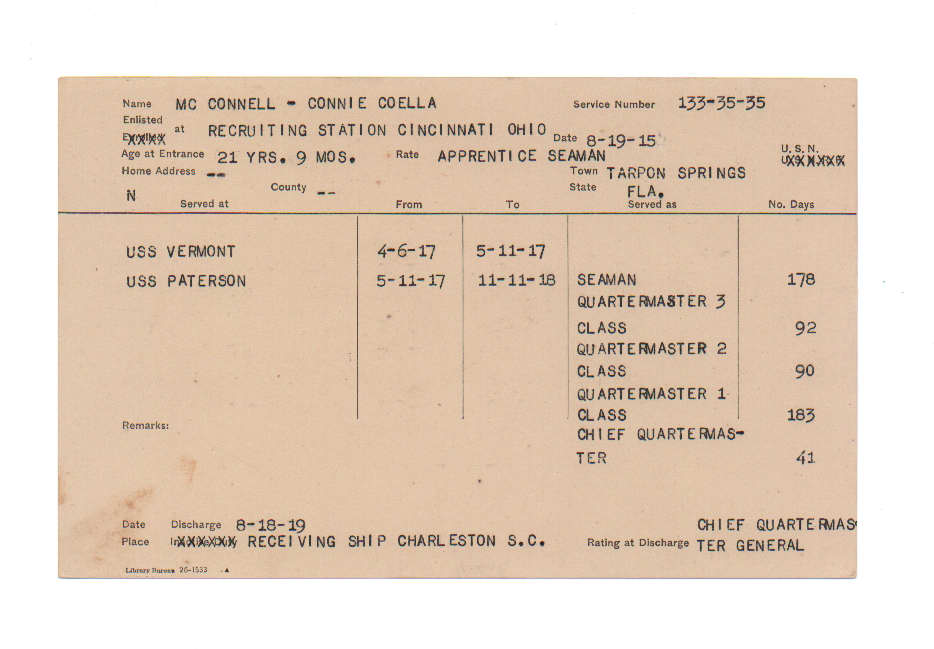 Name MC CONNELL - CONNIE COELLA Service Number 133-35-35
Enlisted
at RECRUITING STATION CINCINNATI OHIO Date 8-19-15
Age at Entrance 21 YRS. 9 MOS. Rate APPRENTICE SEAMAN U. S. N.
Home Address -- Town TARPON SPRINGS
N County -- State FLA.
Served at From To Served as No. Days
USS VERMONT 4-6-17 5-11-17
USS PATERSON 5-11-17 11-11-18 SEAMAN 178
QUARTERMASTER 3
CLASS 92
QUARTERMASTER 2
CLASS 90
QUARTERMASTER 1
CLASS 183
Remarks: CHIEF QUARTERMAS-
TER 41
Date Discharge 8-18-19 CHIEF QUARTERMAS
Place RECEIVING SHIP CHARLESTON S.C. Rating at Discharge TER GENERAL
Library Bureau 26-1553